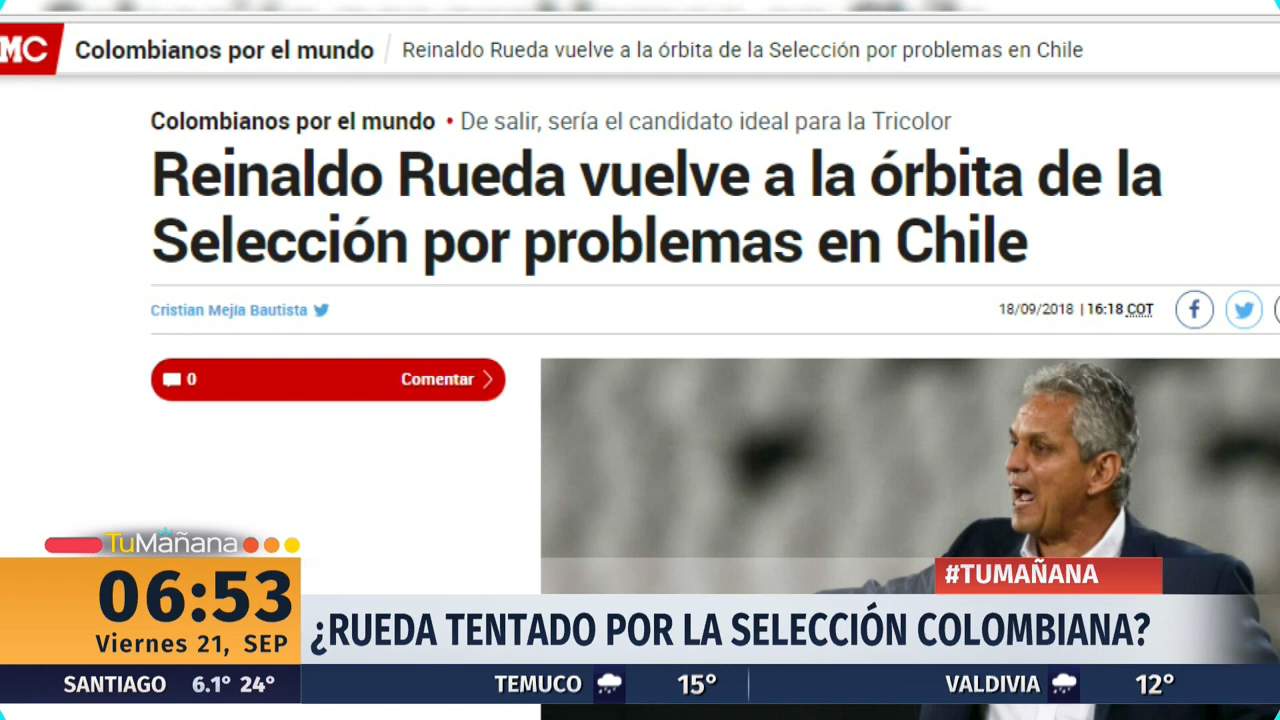 MC
Colombianos por el mundo
Reinaldo Rueda vuelve a la órbita de la Selección por problemas en Chile
Colombianos por el mundo • De salir, sería el candidato ideal para la Tricolor
Reinaldo Rueda vuelve a la órbita de la
Selección por problemas en Chile
Cristian Mejía Bautista
18/09/2018 | 16:18 COT
0
Comentar
TuMañana
06:53
Viernes 21, SEP
#TUMAÑANA
¿RUEDA TENTADO POR LA SELECCIÓN COLOMBIANA?
SANTIAGO 6.1° 24°
TEMUCO 15°
VALDIVIA 12°